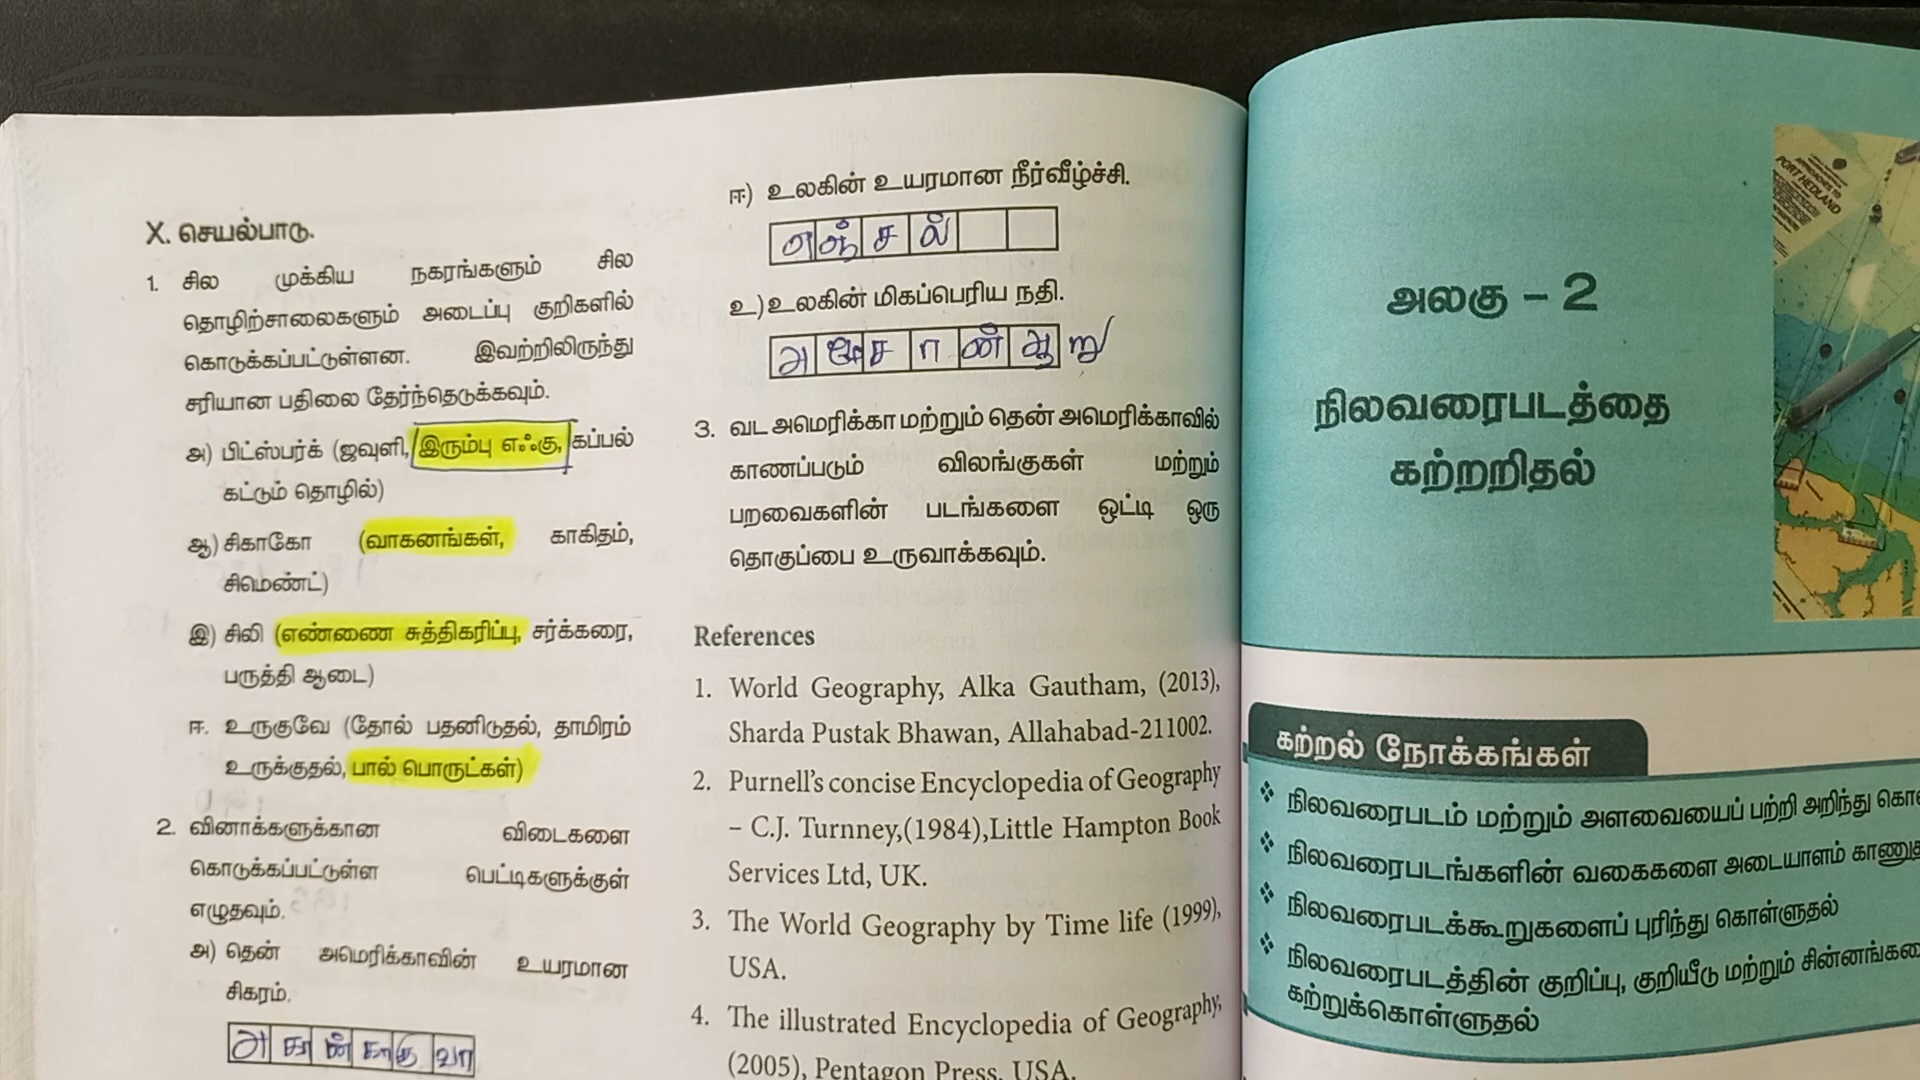 X. செயல்பாடு.
1. சில முக்கிய நகரங்களும் சில
தொழிற்சாலைகளும் அடைப்பு குறிகளில்
கொடுக்கப்பட்டுள்ளன. இவற்றிலிருந்து
சரியான பதிலை தேர்ந்தெடுக்கவும்.
அ) பிட்ஸ்பர்க் (ஜவுளி, இரும்பு எஃகு, கப்பல்
கட்டும் தொழில்)
ஆ) சிகாகோ (வாகனங்கள், காகிதம்,
சிமெண்ட்)
இ) சிலி (எண்ணை சுத்திகரிப்பு, சர்க்கரை,
பருத்தி ஆடை)
ஈ. உருகுவே (தோல் பதனிடுதல், தாமிரம்
உருக்குதல், பால் பொருட்கள்)
2. வினாக்களுக்கான விடைகளை
கொடுக்கப்பட்டுள்ள பெட்டிகளுக்குள்
எழுதவும்.
அ) தென் அமெரிக்காவின் உயரமான
சிகரம்.
ஈ) உலகின் உயரமான நீர்வீழ்ச்சி.
உ) உலகின் மிகப்பெரிய நதி.
3. வட அமெரிக்கா மற்றும் தென் அமெரிக்காவில்
காணப்படும் விலங்குகள் மற்றும்
பறவைகளின் படங்களை ஒட்டி ஒரு
தொகுப்பை உருவாக்கவும்.
References
1. World Geography, Alka Gautham, (2013),
Sharda Pustak Bhawan, Allahabad-211002.
2. Purnell's concise Encyclopedia of Geography
– C.J. Turnney,(1984),Little Hampton Book
Services Ltd, UK.
3. The World Geography by Time life (1999),
USA.
4. The illustrated Encyclopedia of Geography,
(2005), Pentagon Press, USA.
அலகு – 2
நிலவரைபடத்தை
கற்றறிதல்
PORT HEDLAND
கற்றல் நோக்கங்கள்
நிலவரைபடம் மற்றும் அளவையைப் பற்றி அறிந்து
நிலவரைபடங்களின் வகைகளை அடையாளம்
நிலவரைபடக்கூறுகளைப் புரிந்து கொள்ளுதல்
நிலவரைபடத்தின் குறிப்பு, குறியீடு மற்றும்
கற்றுக்கொள்ளுதல்